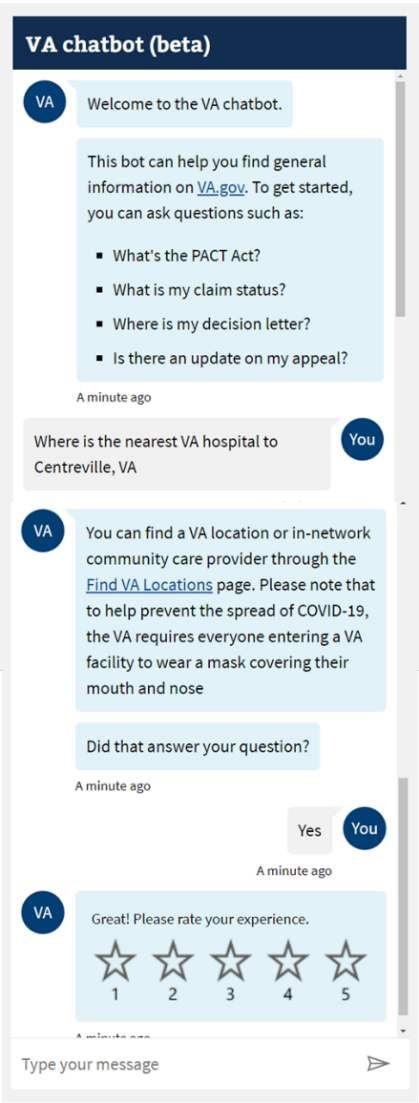 VA chatbot (beta)
VA
Welcome to the VA chatbot.
This bot can help you find general
information on VA.gov. To get started,
you can ask questions such as:
▪ What's the PACT Act?
▪ What is my claim status?
▪ Where is my decision letter?
▪ Is there an update on my appeal?
A minute ago
Where is the nearest VA hospital to
Centreville, VA
You
VA
You can find a VA location or in-network
community care provider through the
Find VA Locations page. Please note that
to help prevent the spread of COVID-19,
the VA requires everyone entering a VA
facility to wear a mask covering their
mouth and nose
Did that answer your question?
A minute ago
Yes
You
A minute ago
VA
Great! Please rate your experience.
1 2 3 4 5
A minute ago
Type your message